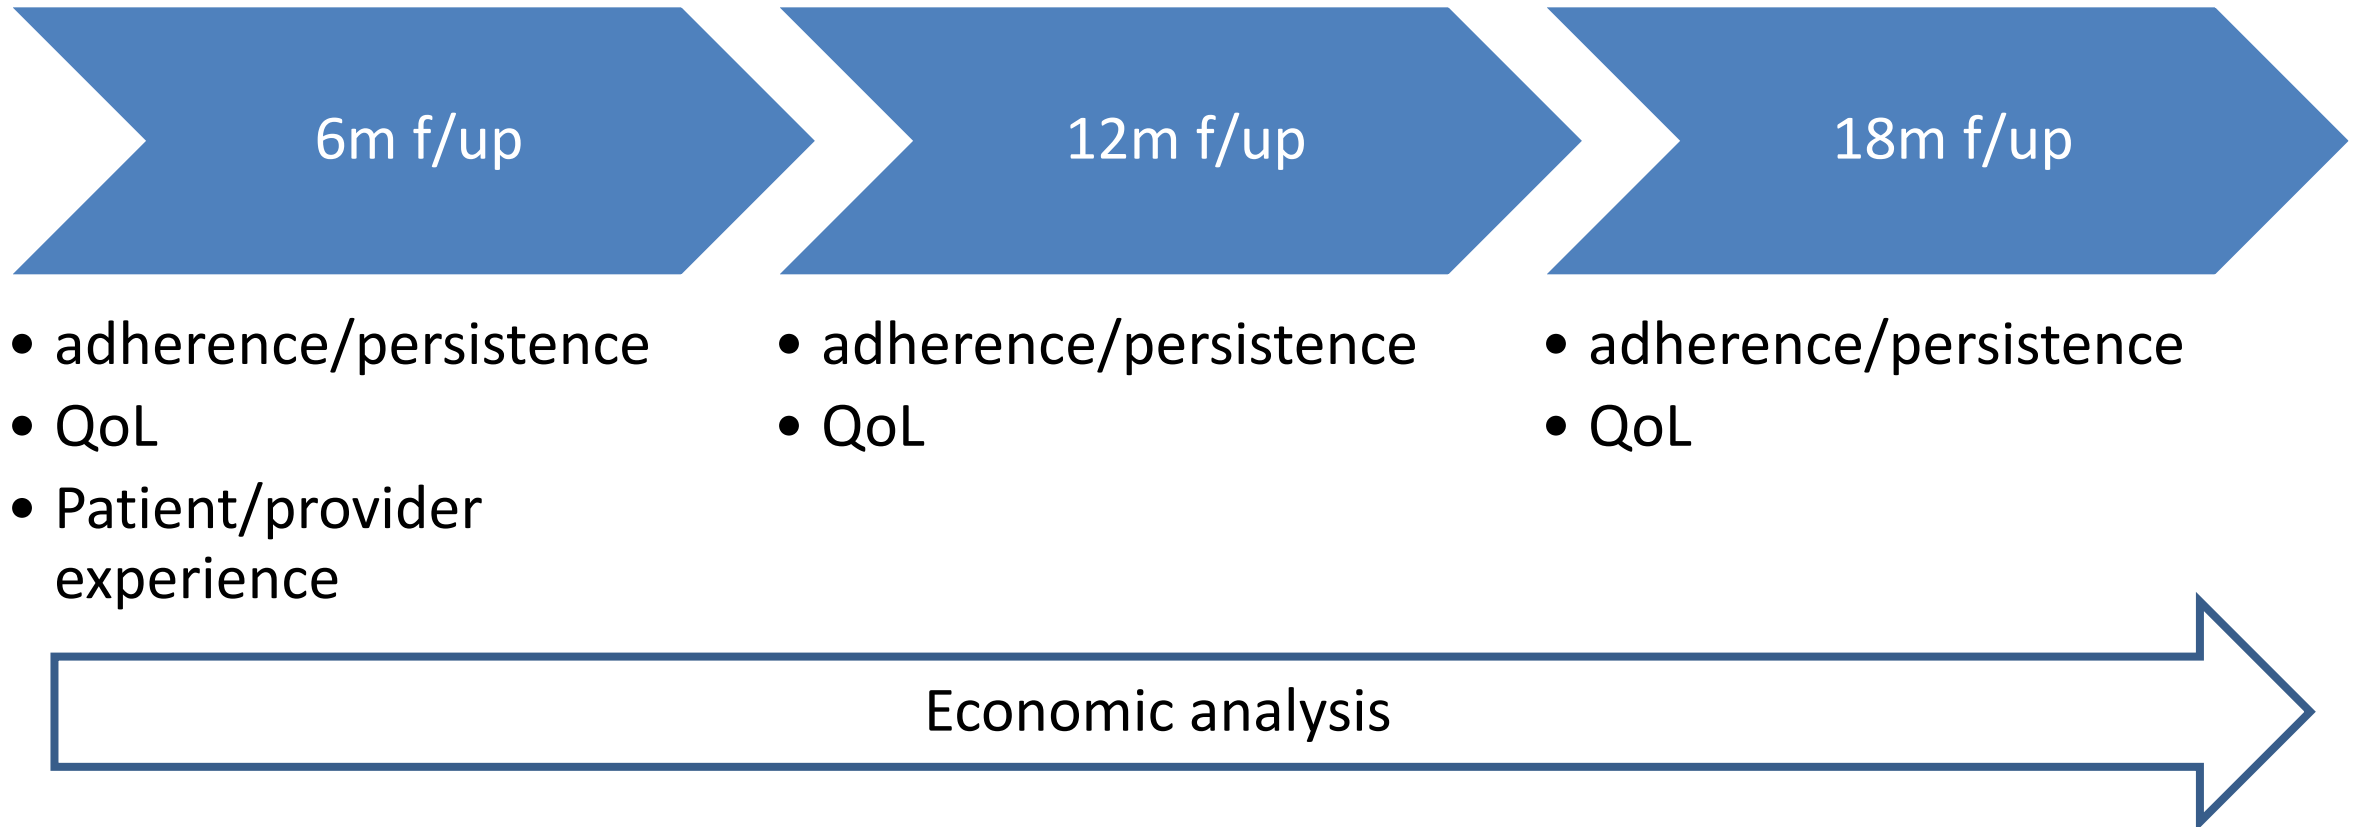 6m f/up
12m f/up
18m f/up
• adherence/persistence
• QoL
• Patient/provider
experience
• adherence/persistence
• QoL
• adherence/persistence
• QoL
Economic analysis